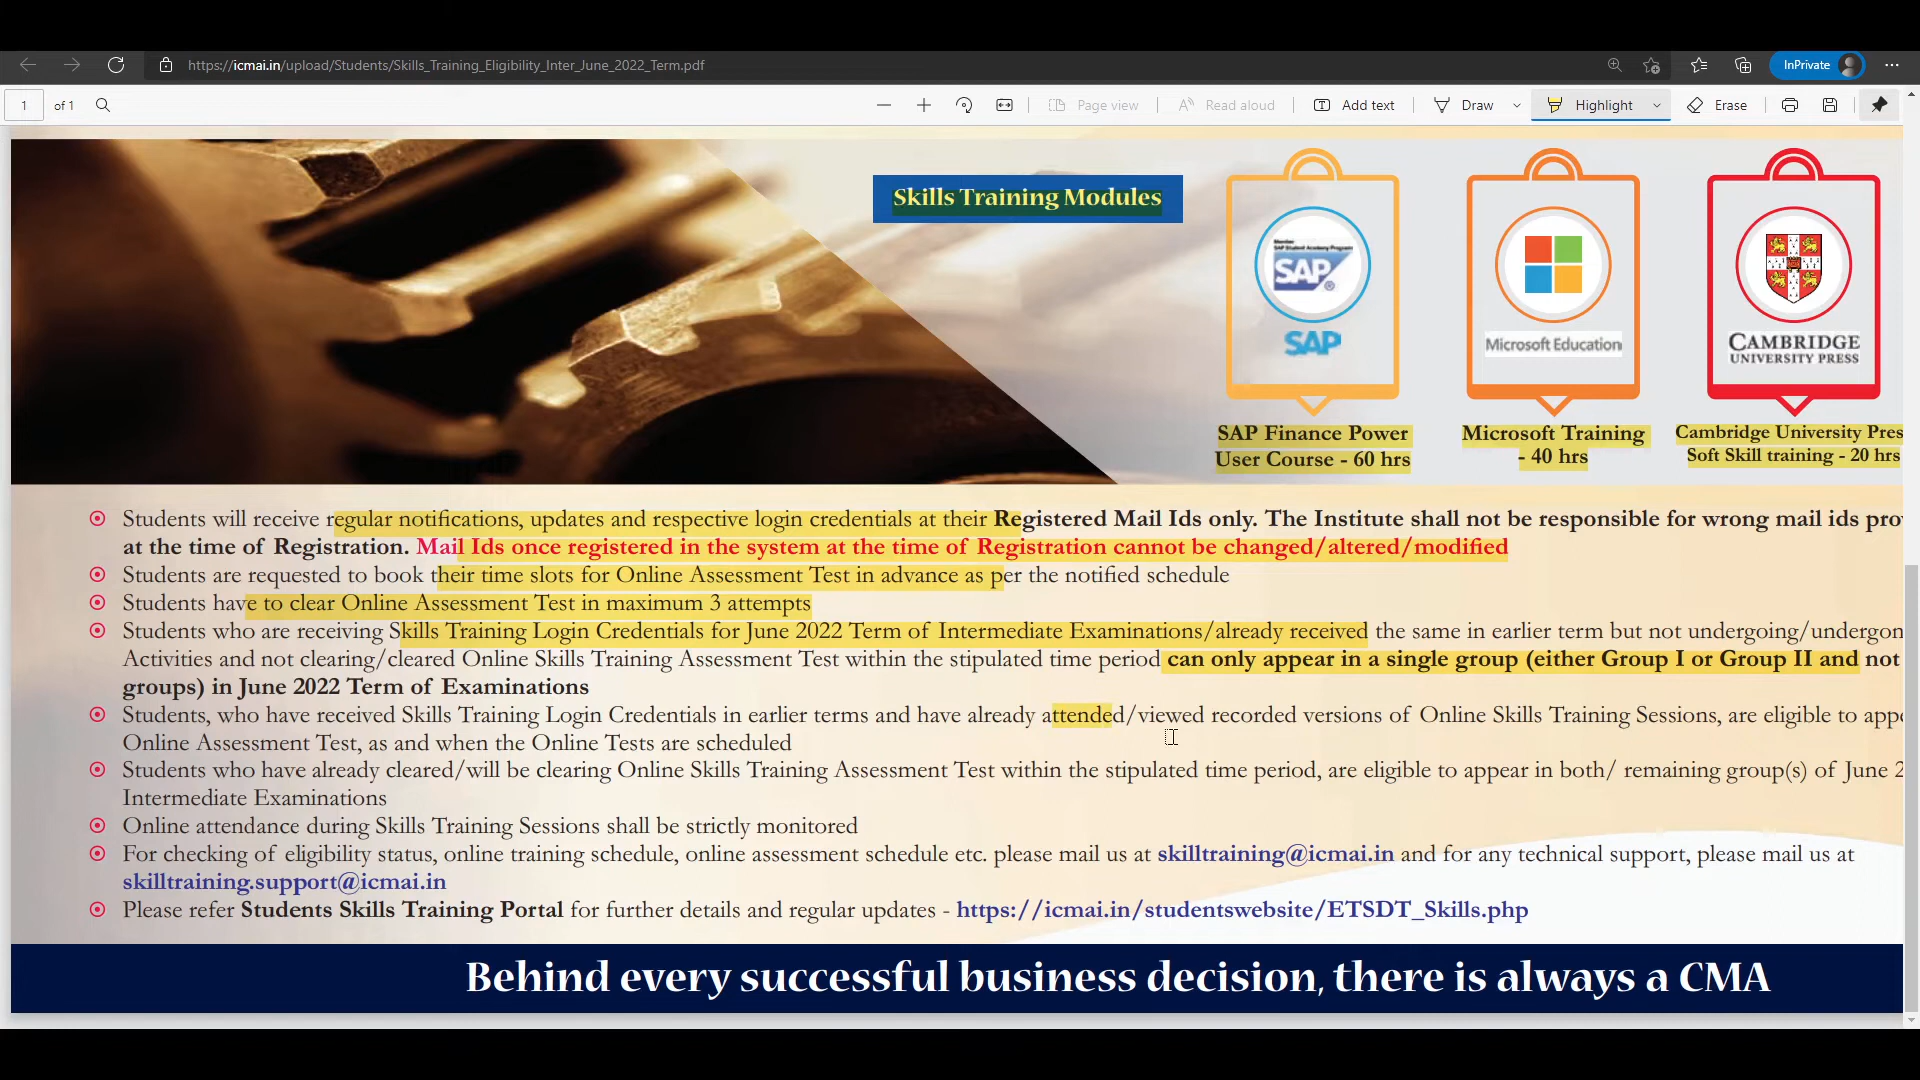 https://icmai.in/upload/Students/Skills_Training_Eligibility_Inter_June_2022_Term.pdf
InPrivate
1 of 1
Page view
Read aloud
Add text
Draw
Highlight
Erase
Skills Training Modules
SAP
SAP
Microsoft Education
CAMBRIDGE
UNIVERSITY PRESS
SAP Finance Power
User Course - 60 hrs
Microsoft Training
- 40 hrs
Cambridge University Pres
Soft Skill training - 20 hrs
Students will receive regular notifications, updates and respective login credentials at their Registered Mail Ids only. The Institute shall not be responsible for wrong mail ids pro
at the time of Registration. Mail Ids once registered in the system at the time of Registration cannot be changed/altered/modified
Students are requested to book their time slots for Online Assessment Test in advance as per the notified schedule
Students have to clear Online Assessment Test in maximum 3 attempts
Students who are receiving Skills Training Login Credentials for June 2022 Term of Intermediate Examinations/already received the same in earlier term but not undergoing/undergon
Activities and not clearing/cleared Online Skills Training Assessment Test within the stipulated time period can only appear in a single group (either Group I or Group II and not
groups) in June 2022 Term of Examinations
Students, who have received Skills Training Login Credentials in earlier terms and have already attended/viewed recorded versions of Online Skills Training Sessions, are eligible to appe
Online Assessment Test, as and when the Online Tests are scheduled
Students who have already cleared/will be clearing Online Skills Training Assessment Test within the stipulated time period, are eligible to appear in both/ remaining group(s) of June 2
Intermediate Examinations
Online attendance during Skills Training Sessions shall be strictly monitored
For checking of eligibility status, online training schedule, online assessment schedule etc. please mail us at skilltraining@icmai.in and for any technical support, please mail us at
skilltraining.support@icmai.in
Please refer Students Skills Training Portal for further details and regular updates - https://icmai.in/studentswebsite/ETSDT_Skills.php
Behind every successful business decision, there is always a CMA